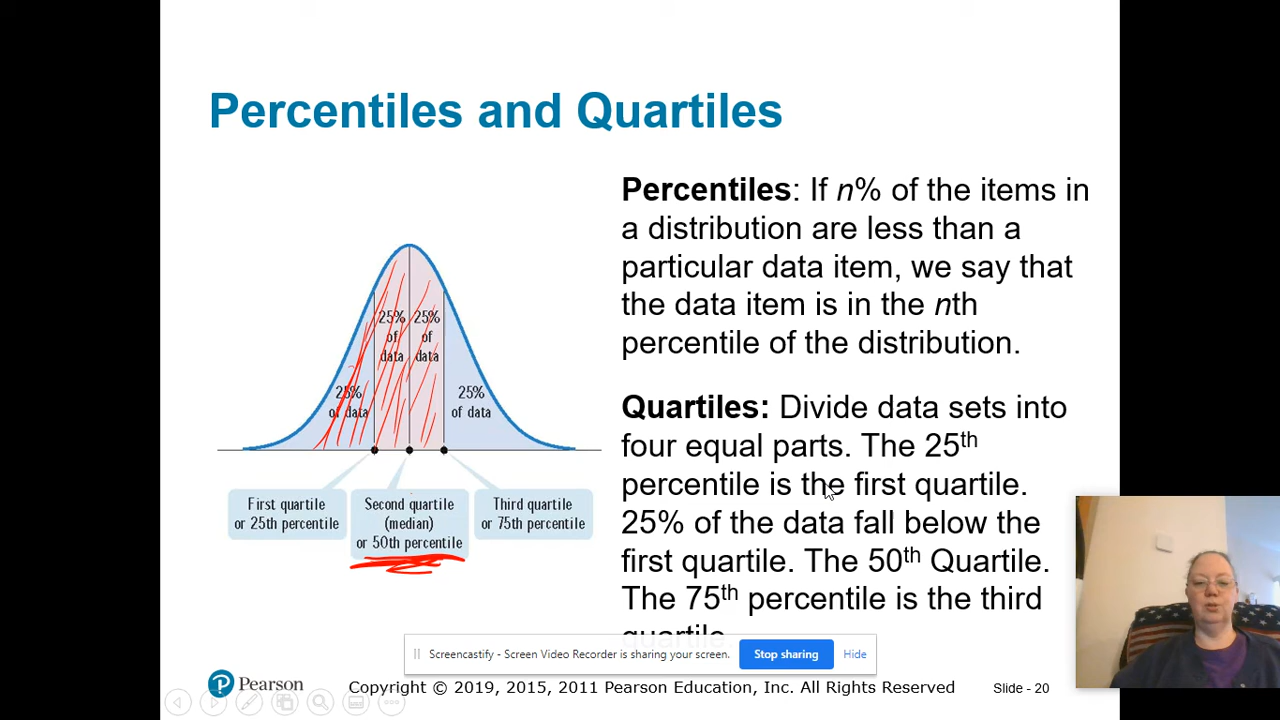 Percentiles and Quartiles
Percentiles: If n% of the items in
a distribution are less than a
particular data item, we say that
the data item is in the nth
percentile of the distribution.
Quartiles: Divide data sets into
four equal parts. The 25th
percentile is the first quartile.
25% of the data fall below the
first quartile. The 50th Quartile.
The 75th percentile is the third
quartile.
25%
of
data
25%
of
data
25%
of data
25%
of data
First quartile
or 25th percentile
Second quartile
(median)
or 50th percentile
Third quartile
or 75th percentile
Screencastify - Screen Video Recorder is sharing your screen.
Stop sharing
Hide
Pearson
Copyright © 2019, 2015, 2011 Pearson Education, Inc. All Rights Reserved
Slide - 20